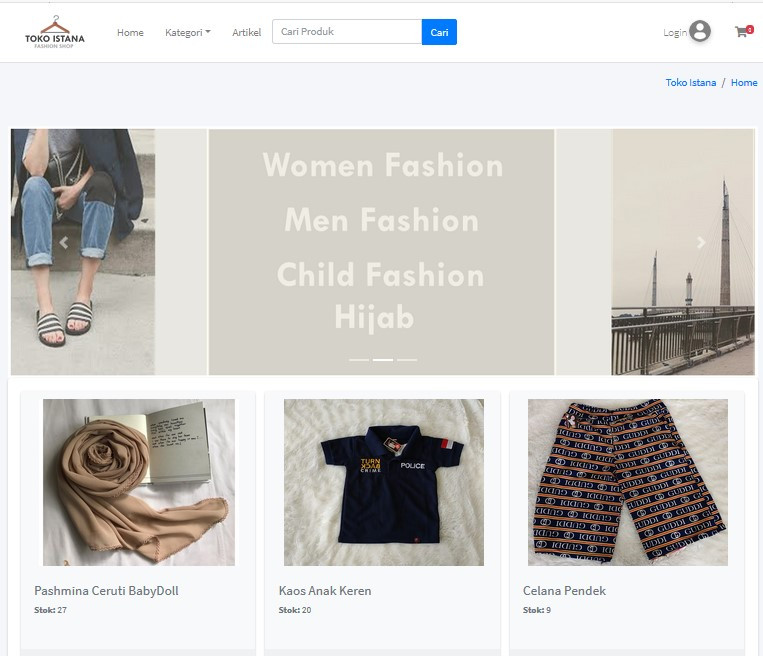 TOKO ISTANA
FASHION SHOP
Home
Kategori
Artikel
Cari Produk
Cari
Login
0
Toko Istana / Home
Women Fashion
Men Fashion
Child Fashion
Hijab
TURN
BACK
CRIME
POLICE
GUDDI
Pashmina Ceruti BabyDoll
Stok: 27
Kaos Anak Keren
Stok: 20
Celana Pendek
Stok: 9